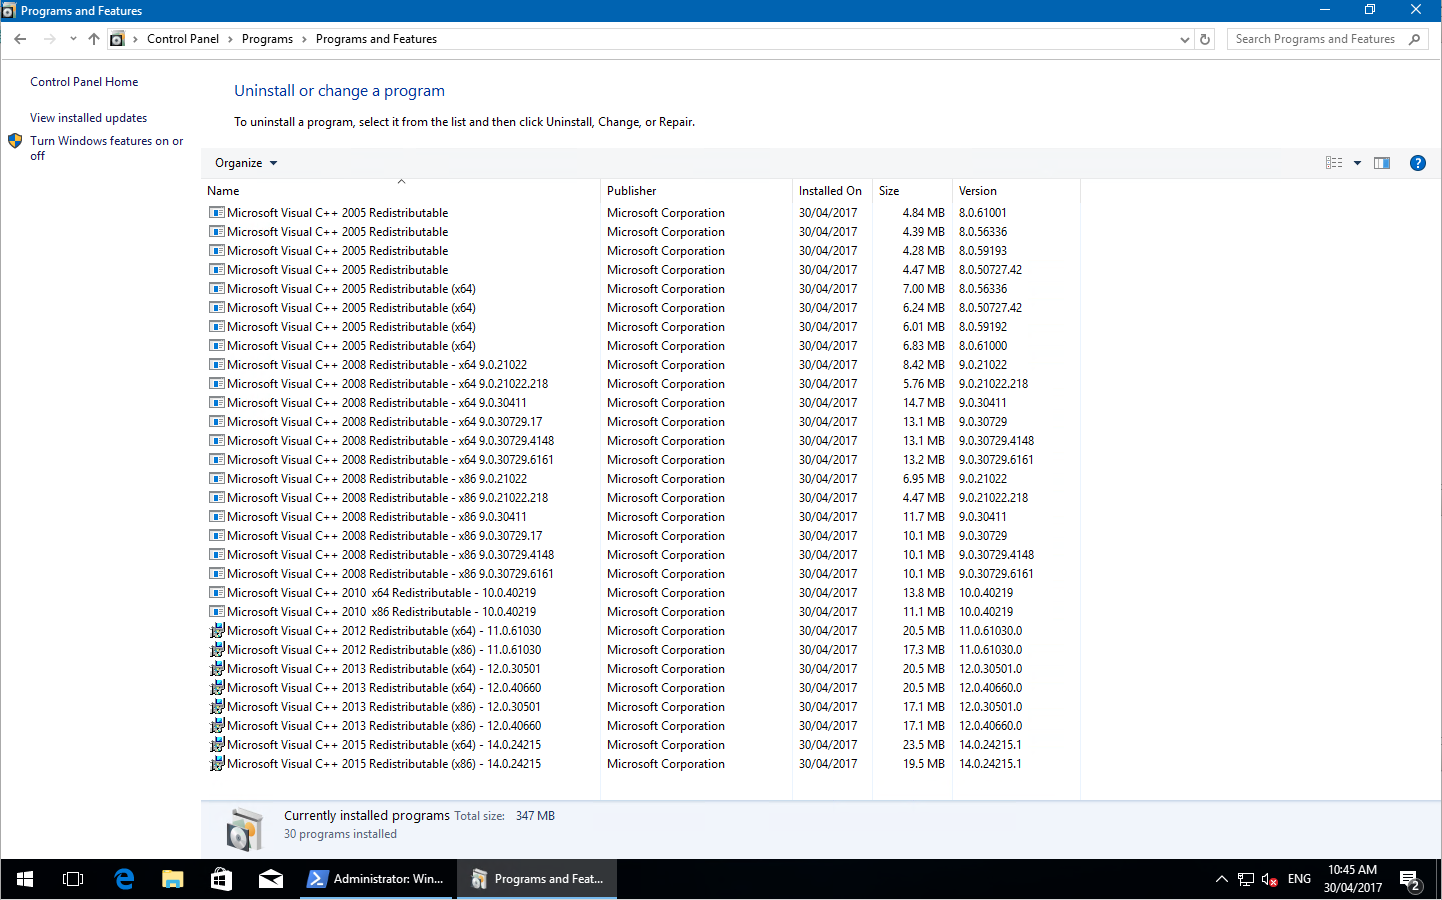 Programs and Features
Control Panel > Programs > Programs and Features
Search Programs and Features
Control Panel Home
View installed updates
Turn Windows features on or
off
Uninstall or change a program
To uninstall a program, select it from the list and then click Uninstall, Change, or Repair.
Organize
Name Publisher Installed On Size Version
Microsoft Visual C++ 2005 Redistributable Microsoft Corporation 30/04/2017 4.84 MB 8.0.61001
Microsoft Visual C++ 2005 Redistributable Microsoft Corporation 30/04/2017 4.39 MB 8.0.56336
Microsoft Visual C++ 2005 Redistributable Microsoft Corporation 30/04/2017 4.28 MB 8.0.59193
Microsoft Visual C++ 2005 Redistributable Microsoft Corporation 30/04/2017 4.47 MB 8.0.50727.42
Microsoft Visual C++ 2005 Redistributable (x64) Microsoft Corporation 30/04/2017 7.00 MB 8.0.56336
Microsoft Visual C++ 2005 Redistributable (x64) Microsoft Corporation 30/04/2017 6.24 MB 8.0.50727.42
Microsoft Visual C++ 2005 Redistributable (x64) Microsoft Corporation 30/04/2017 6.01 MB 8.0.59192
Microsoft Visual C++ 2005 Redistributable (x64) Microsoft Corporation 30/04/2017 6.83 MB 8.0.61000
Microsoft Visual C++ 2008 Redistributable - x64 9.0.21022 Microsoft Corporation 30/04/2017 8.42 MB 9.0.21022
Microsoft Visual C++ 2008 Redistributable - x64 9.0.21022.218 Microsoft Corporation 30/04/2017 5.76 MB 9.0.21022.218
Microsoft Visual C++ 2008 Redistributable - x64 9.0.30411 Microsoft Corporation 30/04/2017 14.7 MB 9.0.30411
Microsoft Visual C++ 2008 Redistributable - x64 9.0.30729.17 Microsoft Corporation 30/04/2017 13.1 MB 9.0.30729
Microsoft Visual C++ 2008 Redistributable - x64 9.0.30729.4148 Microsoft Corporation 30/04/2017 13.1 MB 9.0.30729.4148
Microsoft Visual C++ 2008 Redistributable - x64 9.0.30729.6161 Microsoft Corporation 30/04/2017 13.2 MB 9.0.30729.6161
Microsoft Visual C++ 2008 Redistributable - x86 9.0.21022 Microsoft Corporation 30/04/2017 6.95 MB 9.0.21022
Microsoft Visual C++ 2008 Redistributable - x86 9.0.21022.218 Microsoft Corporation 30/04/2017 4.47 MB 9.0.21022.218
Microsoft Visual C++ 2008 Redistributable - x86 9.0.30411 Microsoft Corporation 30/04/2017 11.7 MB 9.0.30411
Microsoft Visual C++ 2008 Redistributable - x86 9.0.30729.17 Microsoft Corporation 30/04/2017 10.1 MB 9.0.30729
Microsoft Visual C++ 2008 Redistributable - x86 9.0.30729.4148 Microsoft Corporation 30/04/2017 10.1 MB 9.0.30729.4148
Microsoft Visual C++ 2008 Redistributable - x86 9.0.30729.6161 Microsoft Corporation 30/04/2017 10.1 MB 9.0.30729.6161
Microsoft Visual C++ 2010 x64 Redistributable - 10.0.40219 Microsoft Corporation 30/04/2017 13.8 MB 10.0.40219
Microsoft Visual C++ 2010 x86 Redistributable - 10.0.40219 Microsoft Corporation 30/04/2017 11.1 MB 10.0.40219
Microsoft Visual C++ 2012 Redistributable (x64) - 11.0.61030 Microsoft Corporation 30/04/2017 20.5 MB 11.0.61030.0
Microsoft Visual C++ 2012 Redistributable (x86) - 11.0.61030 Microsoft Corporation 30/04/2017 17.3 MB 11.0.61030.0
Microsoft Visual C++ 2013 Redistributable (x64) - 12.0.30501 Microsoft Corporation 30/04/2017 20.5 MB 12.0.30501.0
Microsoft Visual C++ 2013 Redistributable (x64) - 12.0.40660 Microsoft Corporation 30/04/2017 20.5 MB 12.0.40660.0
Microsoft Visual C++ 2013 Redistributable (x86) - 12.0.30501 Microsoft Corporation 30/04/2017 17.1 MB 12.0.30501.0
Microsoft Visual C++ 2013 Redistributable (x86) - 12.0.40660 Microsoft Corporation 30/04/2017 17.1 MB 12.0.40660.0
Microsoft Visual C++ 2015 Redistributable (x64) - 14.0.24215 Microsoft Corporation 30/04/2017 23.5 MB 14.0.24215.1
Microsoft Visual C++ 2015 Redistributable (x86) - 14.0.24215 Microsoft Corporation 30/04/2017 19.5 MB 14.0.24215.1
Currently installed programs Total size: 347 MB
30 programs installed
Administrator: Win...
Programs and Feat...
ENG
10:45 AM
30/04/2017
2